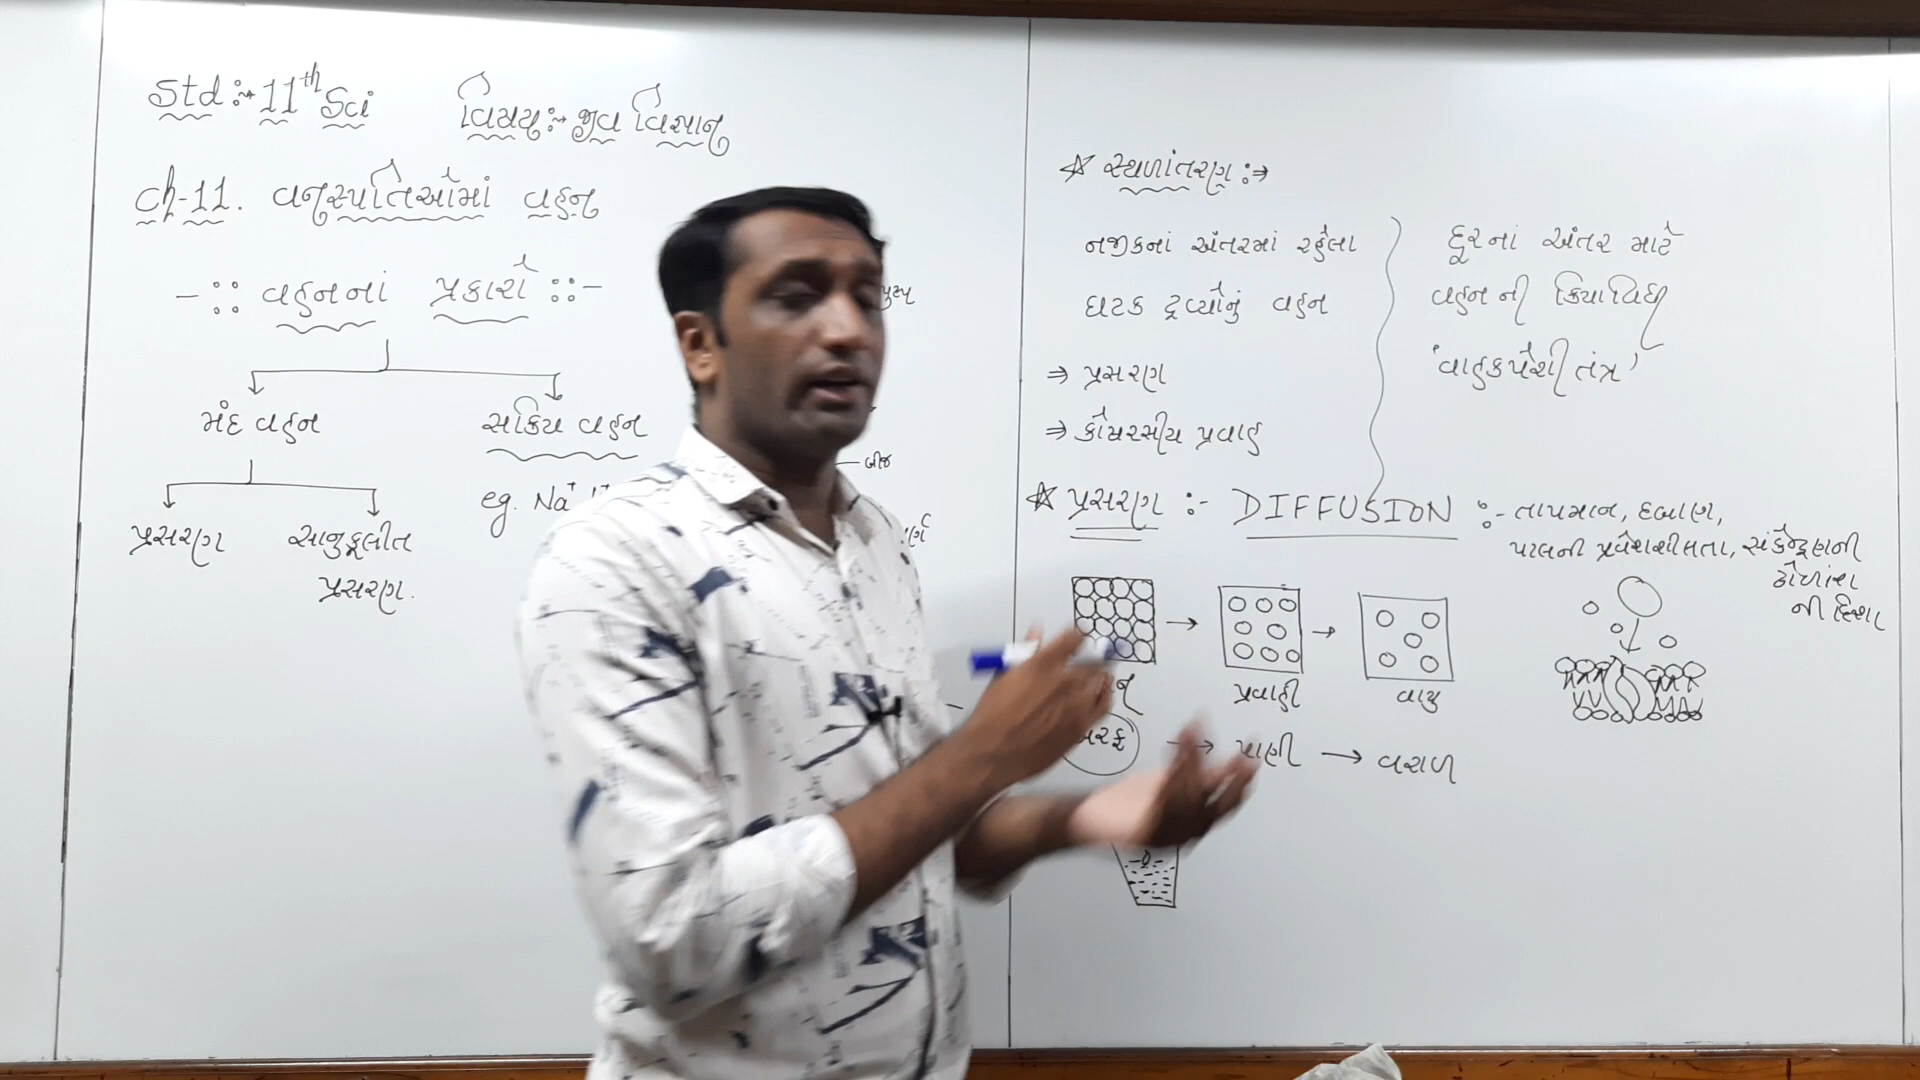 Std :→ 11th Sci
વિષય :→ જીવ વિજ્ઞાન
Ch-11. વનસ્પતિઓમાં વહન
-:: વહનનાં પ્રકારો ::-
મંદ વહન
સક્રિય વહન
eg. Na+
પ્રસરણ
સાનુકૂલીત
પ્રસરણ.
પુષ્પ
બીજ
☆ સ્થળાંતરણ :⇒
નજીકનાં અંતરમાં રહેલા
ઘટક દ્રવ્યોનું વહન
⇒ પ્રસરણ
⇒ કોષરસીય પ્રવાહ
દૂરનાં અંતર માટે
વહન ની ક્રિયાવિધી
'વાહકપેશી તંત્ર'
☆ પ્રસરણ :- DIFFUSION :- તાપમાન, દબાણ,
પટલની પ્રવેશશીલતા, સંકેન્દ્રણની
ઢોળાંશ
ની દિશા
પ્રવાહી
વાયુ
બરફ → પાણી → વરાળ